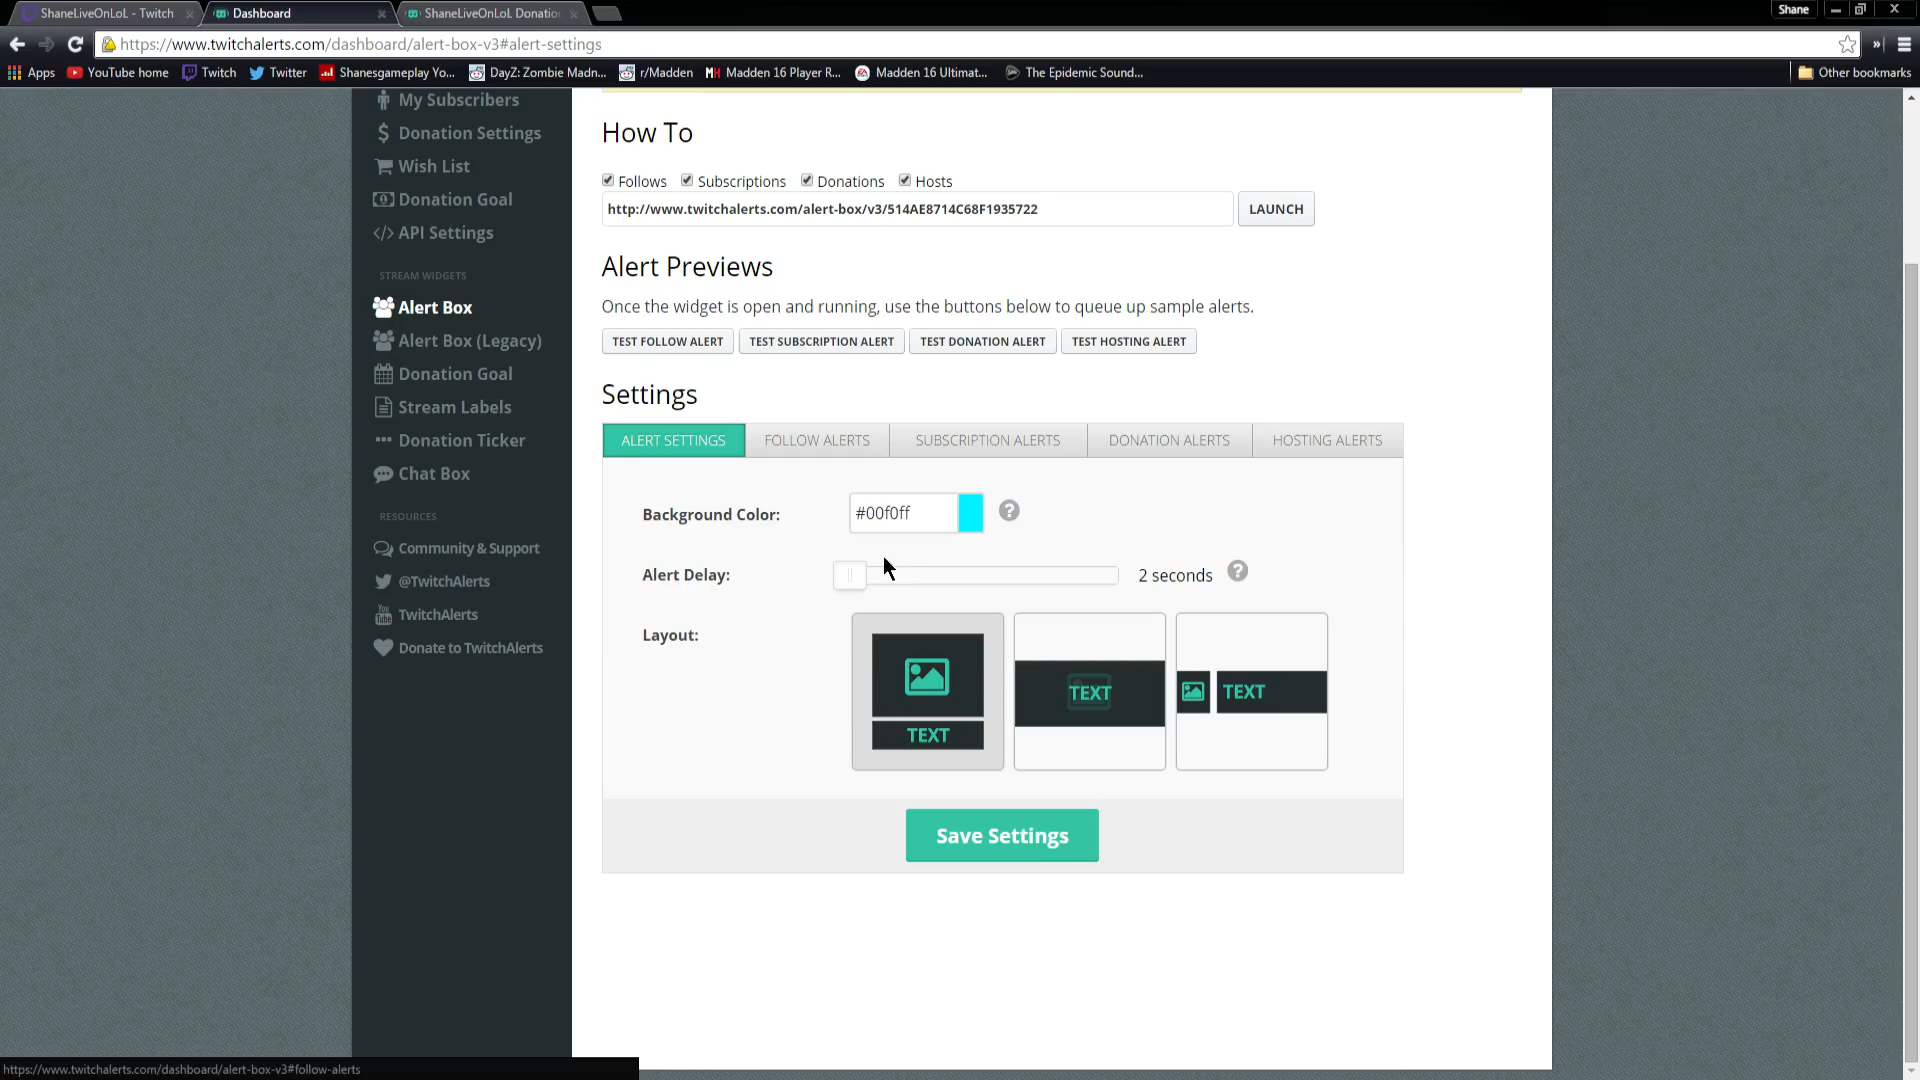 ShaneLiveOnLoL - Twitch
Dashboard
ShaneLiveOnLoL Donatio
Shane
https://www.twitchalerts.com/dashboard/alert-box-v3#alert-settings
Apps
YouTube home
Twitch
Twitter
Shanesgameplay Yo...
DayZ: Zombie Madn...
r/Madden
Madden 16 Player R...
Madden 16 Ultimat...
The Epidemic Sound...
Other bookmarks
My Subscribers
Donation Settings
Wish List
Donation Goal
API Settings
STREAM WIDGETS
Alert Box
Alert Box (Legacy)
Donation Goal
Stream Labels
Donation Ticker
Chat Box
RESOURCES
Community & Support
@TwitchAlerts
TwitchAlerts
Donate to TwitchAlerts
How To
Follows Subscriptions Donations Hosts
http://www.twitchalerts.com/alert-box/v3/514AE8714C68F1935722
LAUNCH
Alert Previews
Once the widget is open and running, use the buttons below to queue up sample alerts.
TEST FOLLOW ALERT
TEST SUBSCRIPTION ALERT
TEST DONATION ALERT
TEST HOSTING ALERT
Settings
ALERT SETTINGS
FOLLOW ALERTS
SUBSCRIPTION ALERTS
DONATION ALERTS
HOSTING ALERTS
Background Color:
#00f0ff
?
Alert Delay:
2 seconds
?
Layout:
TEXT
TEXT
TEXT
Save Settings
https://www.twitchalerts.com/dashboard/alert-box-v3#follow-alerts